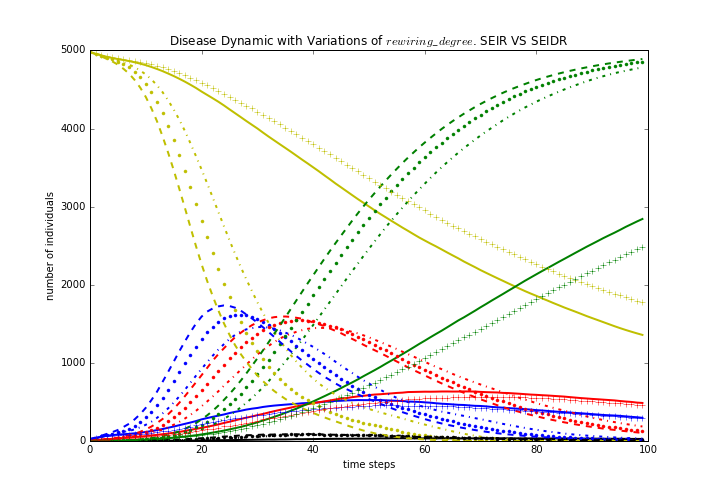 Disease Dynamic with Variations of rewiring_degree. SEIR VS SEIDR
5000
4000
3000
2000
1000
0
number of individuals
0 20 40 60 80 100
time steps